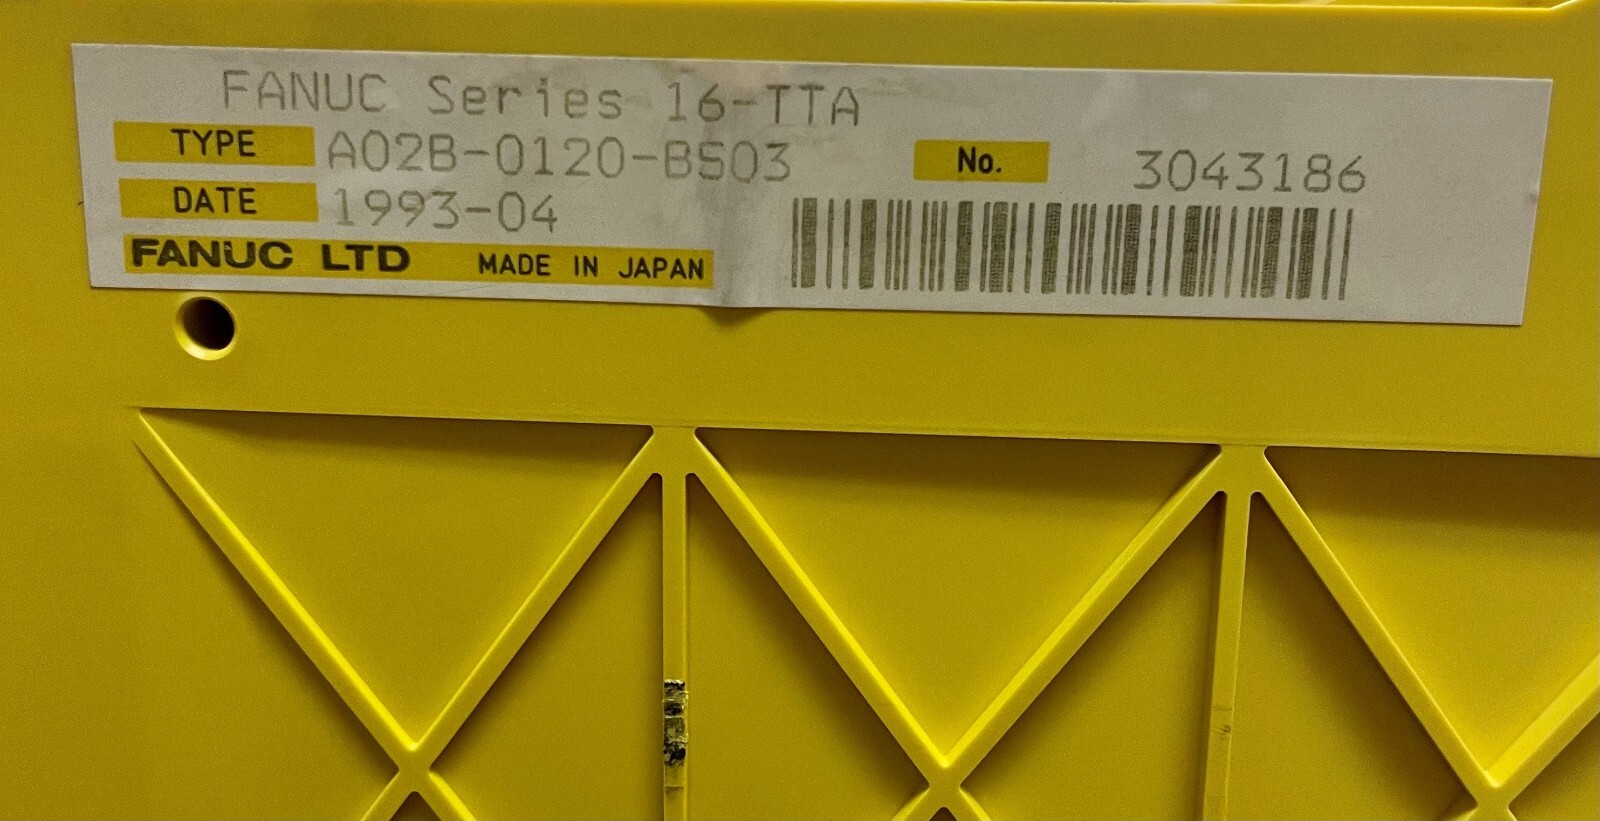 FANUC Series 16-TTA
TYPE A02B-0120-B503 No. 3043186
DATE 1993-04
FANUC LTD MADE IN JAPAN